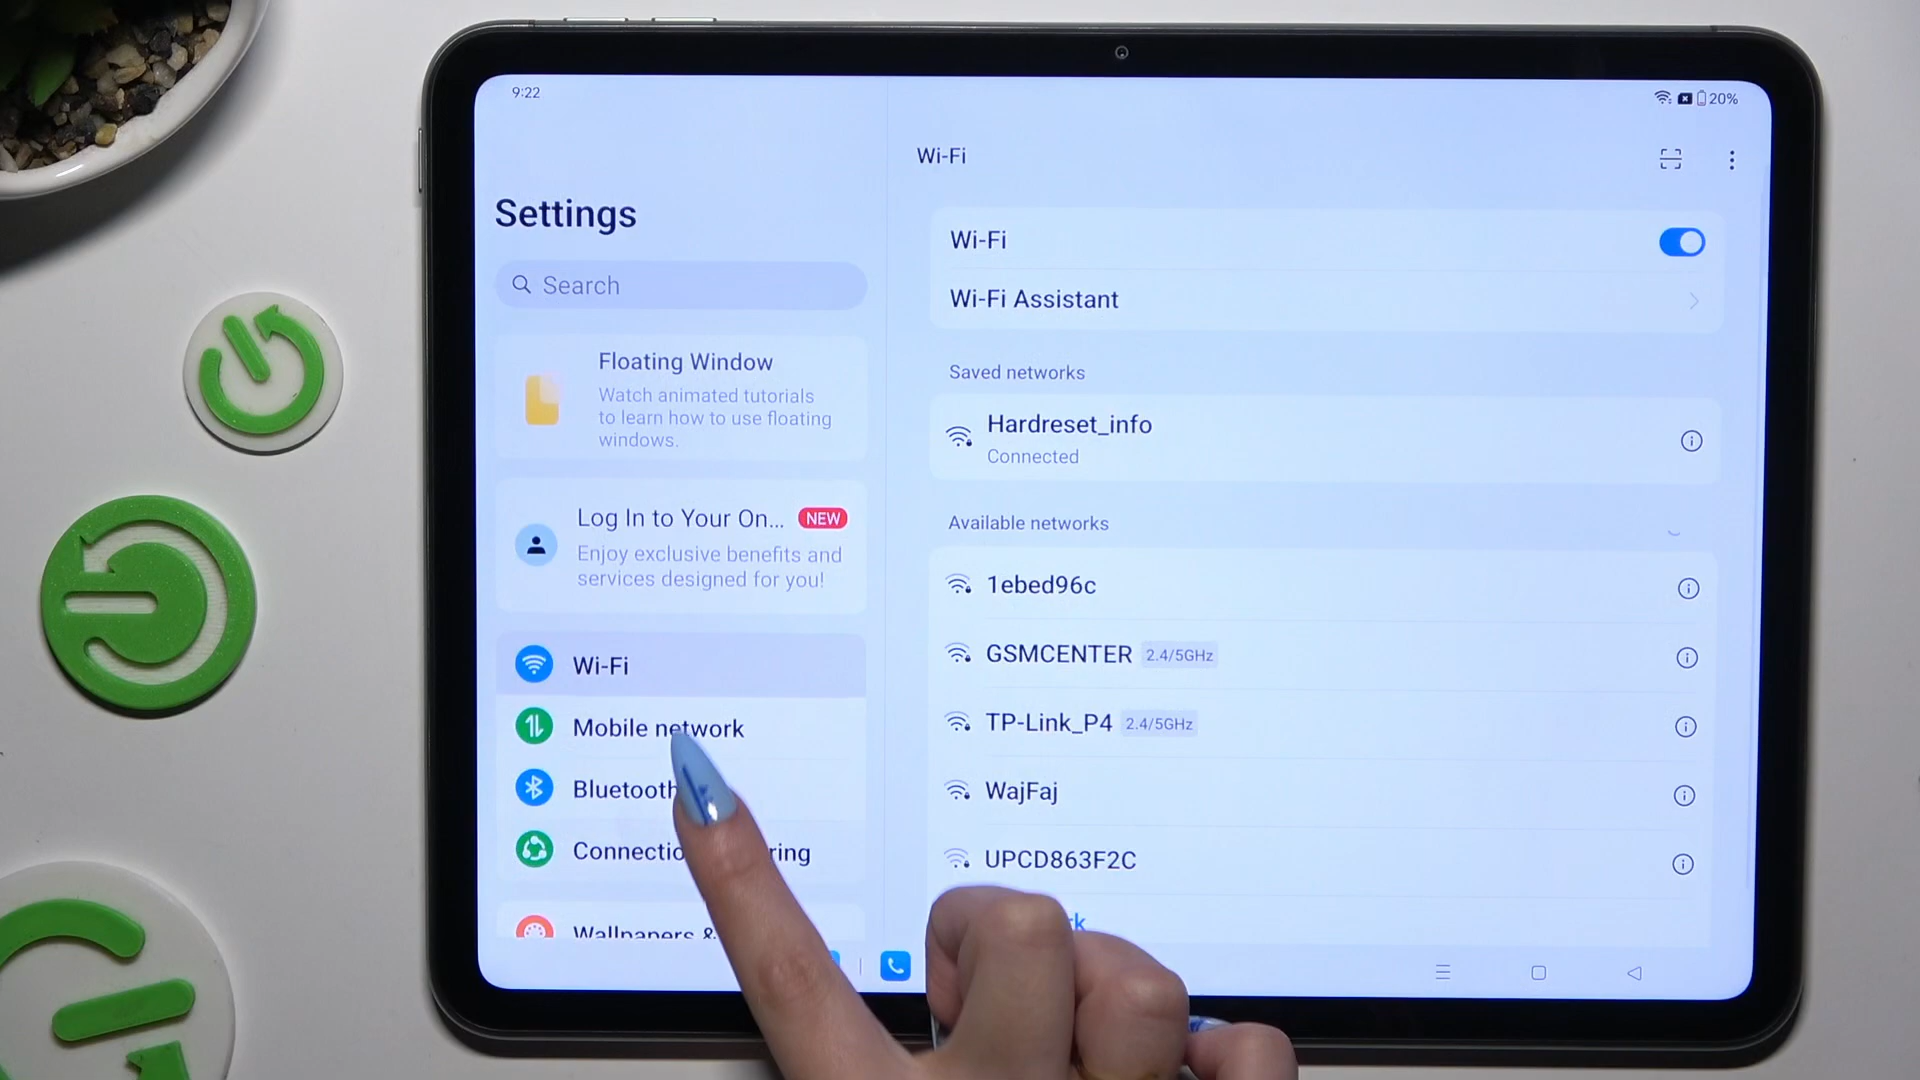 9:22
20%
Settings
Search
Floating Window
Watch animated tutorials
to learn how to use floating
windows.
Log In to Your On...
NEW
Enjoy exclusive benefits and
services designed for you!
Wi-Fi
Mobile network
Bluetooth
Wallpapers &
Wi-Fi
Wi-Fi
Wi-Fi Assistant
Saved networks
Hardreset_info
Connected
Available networks
1ebed96c
GSMCENTER 2.4/5GHz
TP-Link_P4 2.4/5GHz
WajFaj
UPCD863F2C